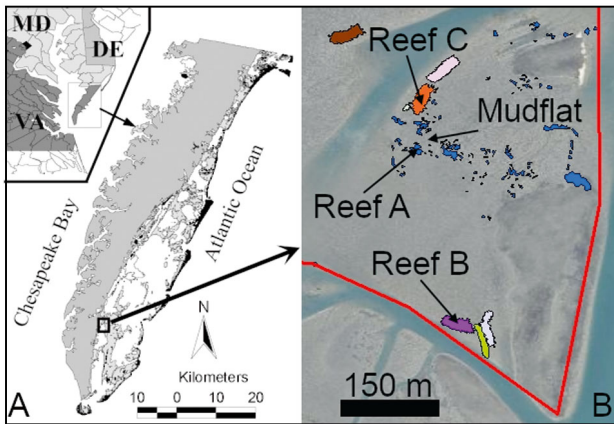 MD
DE
VA
Chesapeake Bay
Atlantic Ocean
N
Kilometers
10 0 10 20
A
Reef C
Mudflat
Reef A
Reef B
150 m
B